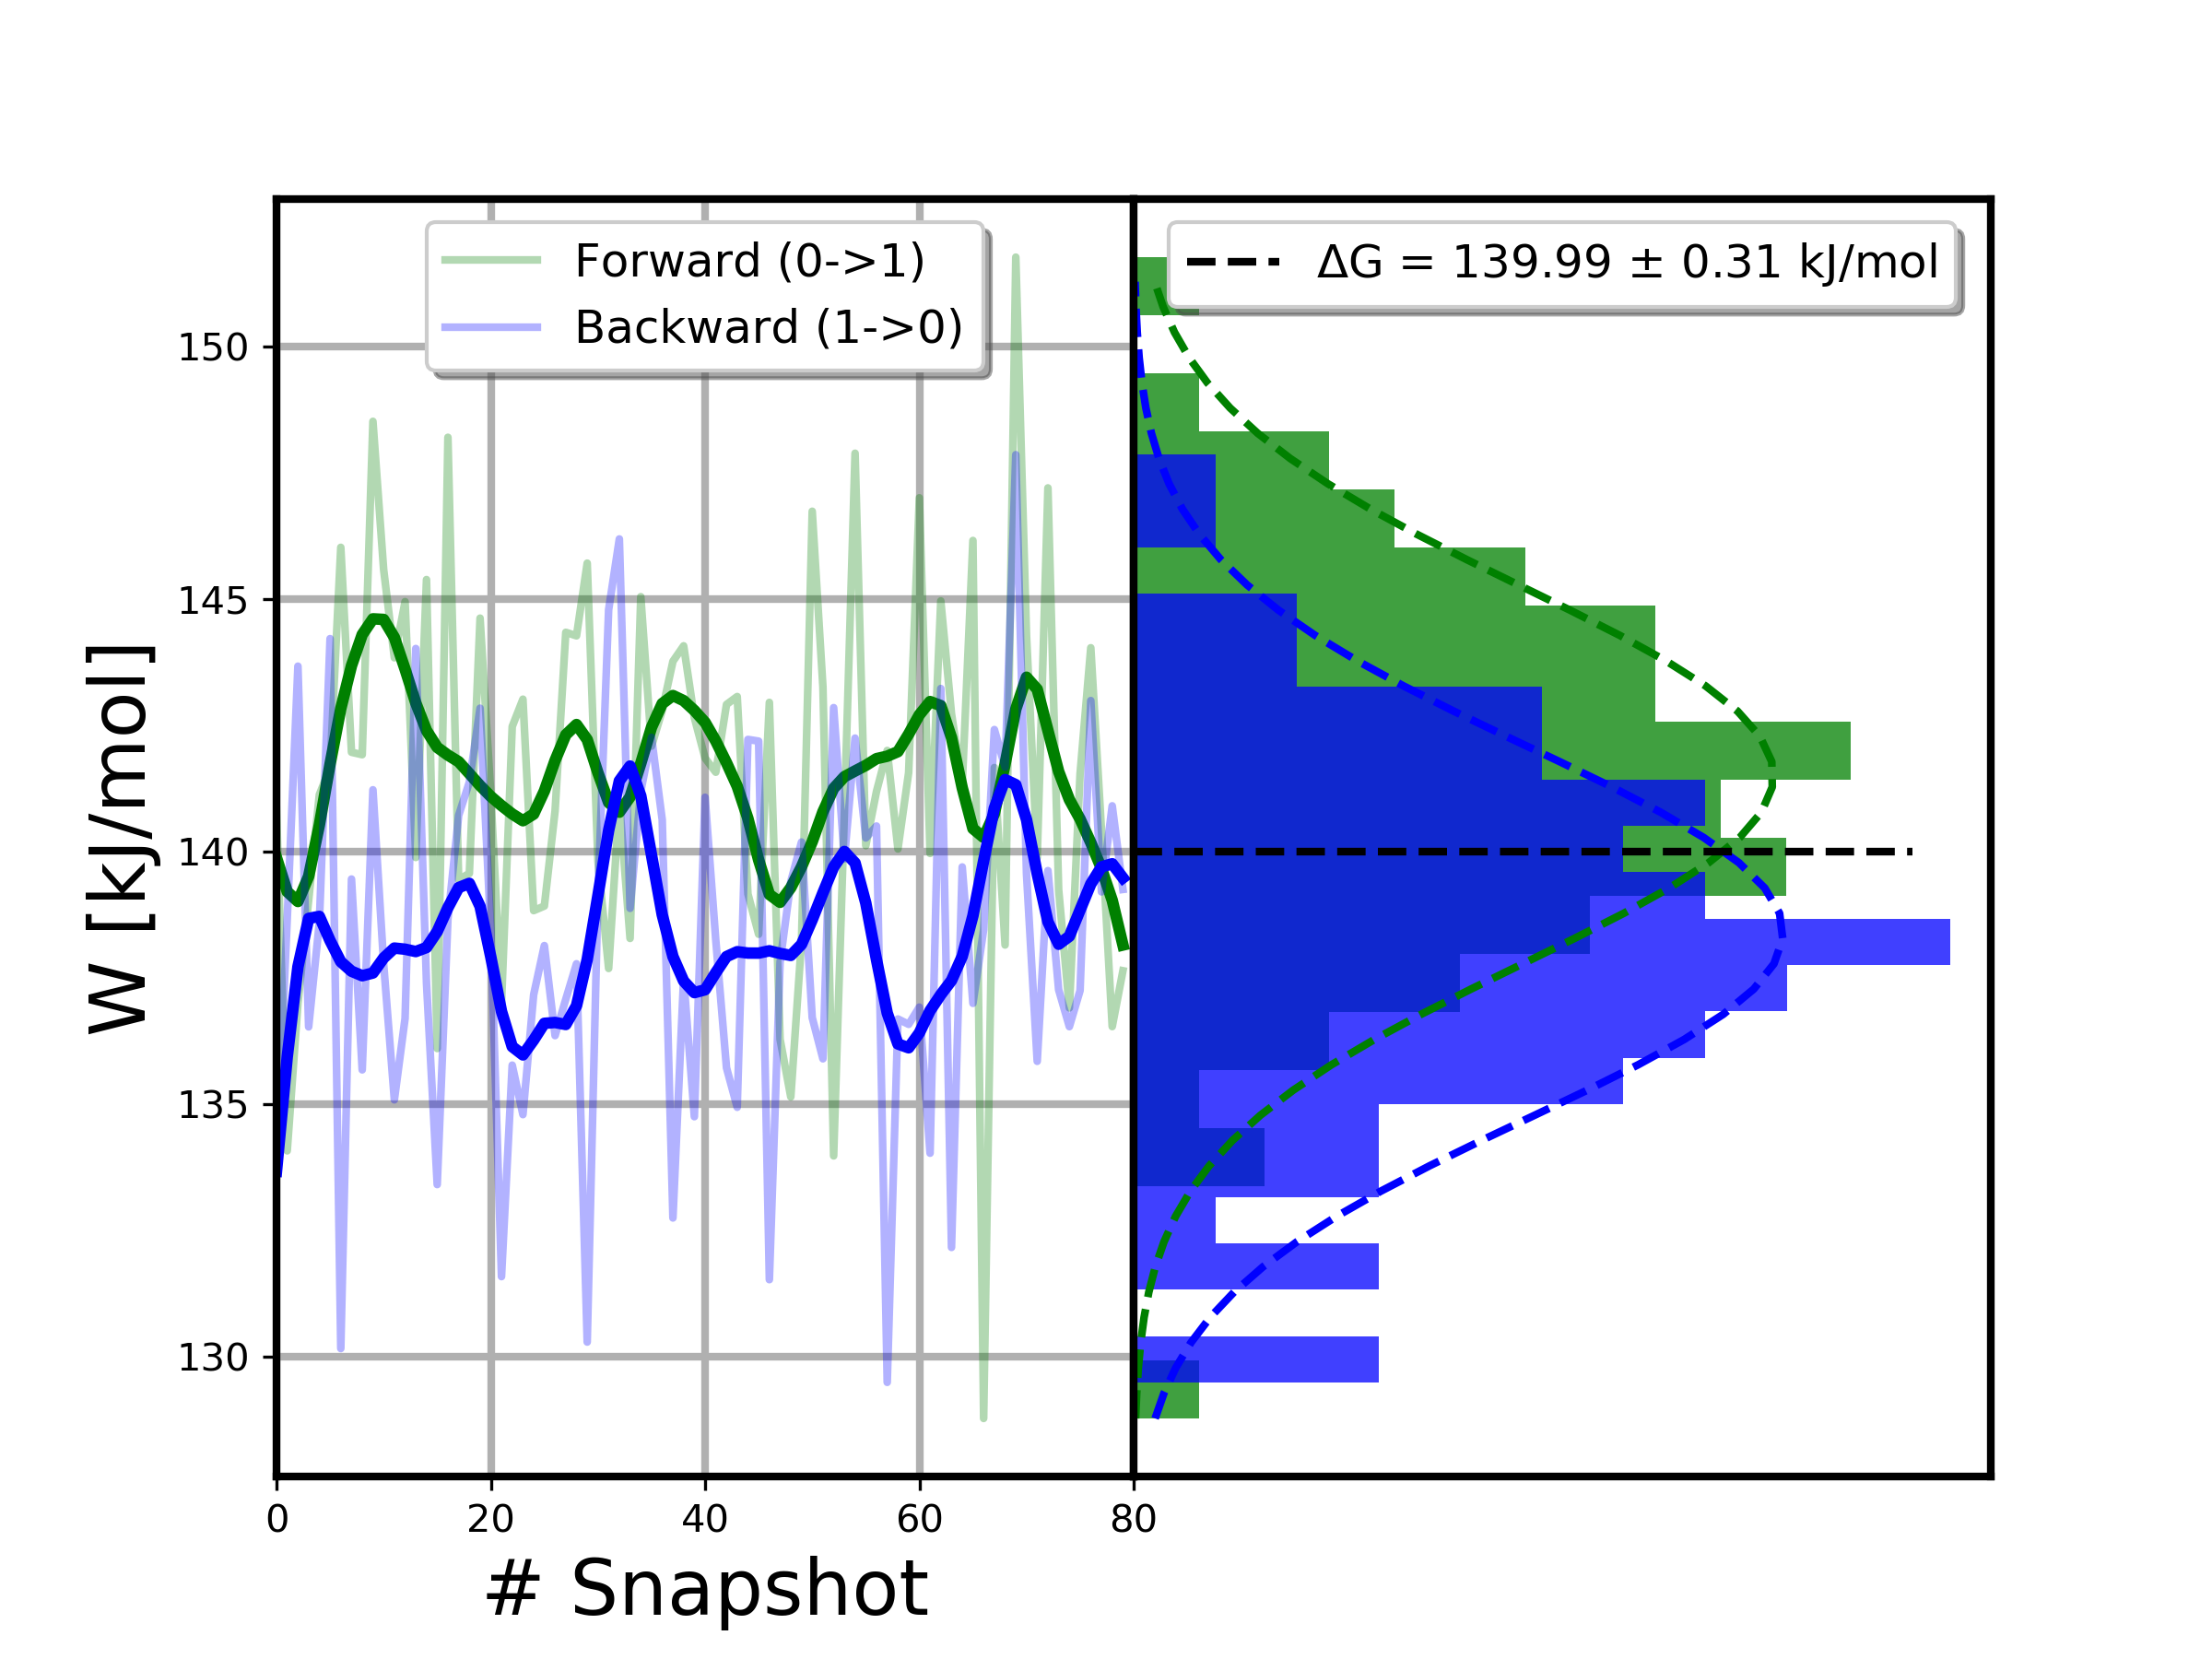 Forward (0->1)
Backward (1->0)
ΔG = 139.99 ± 0.31 kJ/mol
W [kJ/mol]
150
145
140
135
130
0 20 40 60 80
# Snapshot